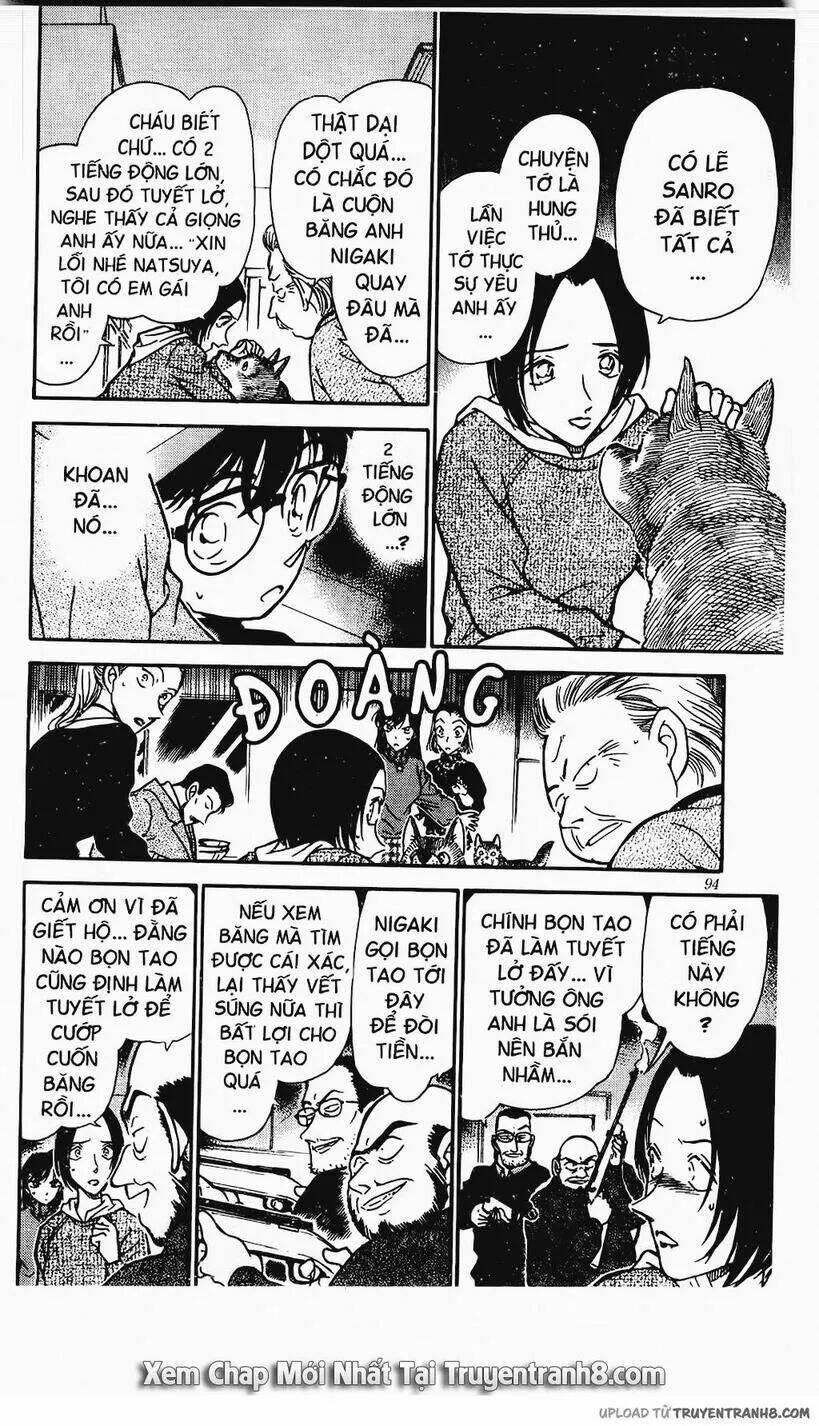 CÓ LẼ
SANRO
ĐÃ BIẾT
TẤT CẢ
...
CHUYỆN
TỚ LÀ
HUNG
THỦ...
LẪN
VIỆC
TỚ THỰC
SỰ YÊU
ANH ẤY
...
THẬT DẠI
DỘT QUÁ...
CÓ CHẮC ĐÓ
LÀ CUỘN
BĂNG ANH
NIGAKI
QUAY
ĐÂU MÀ
ĐÃ...
CHÁU BIẾT
CHỨ... CÓ 2
TIẾNG ĐỘNG LỚN,
SAU ĐÓ TUYẾT LỞ,
NGHE THẤY CẢ GIỌNG
ANH ẤY NỮA... "XIN
LỖI NHÉ NATSUYA,
TÔI CÓ EM GÁI
ANH
RỒI"
...
2
TIẾNG
ĐỘNG
LỚN
...?
KHOAN
ĐÃ...
NÓ...
ĐOÀNG
94
CÓ PHẢI
TIẾNG
NÀY
KHÔNG
?
CHÍNH BỌN TAO
ĐÃ LÀM TUYẾT
LỞ ĐẤY... VÌ
TƯỞNG ÔNG
ANH LÀ SÓI
NÊN BẮN
NHẦM...
NIGAKI
GỌI BỌN
TAO TỚI
ĐÂY
ĐỂ ĐÒI
TIỀN...
NẾU XEM
BĂNG MÀ TÌM
ĐƯỢC CÁI XÁC,
LẠI THẤY VẾT
SÚNG NỮA THÌ
BẤT LỢI CHO
BỌN TAO
QUÁ
...
CẢM ƠN VÌ ĐÃ
GIẾT HỘ... ĐẰNG
NÀO BỌN TAO
CŨNG ĐỊNH LÀM
TUYẾT LỞ ĐỂ
CƯỚP
CUỐN
BĂNG
RỒI...
Xem Chap Mới Nhất Tại Truyentranh8.com
UPLOAD TỪ TRUYENTRANH8.COM